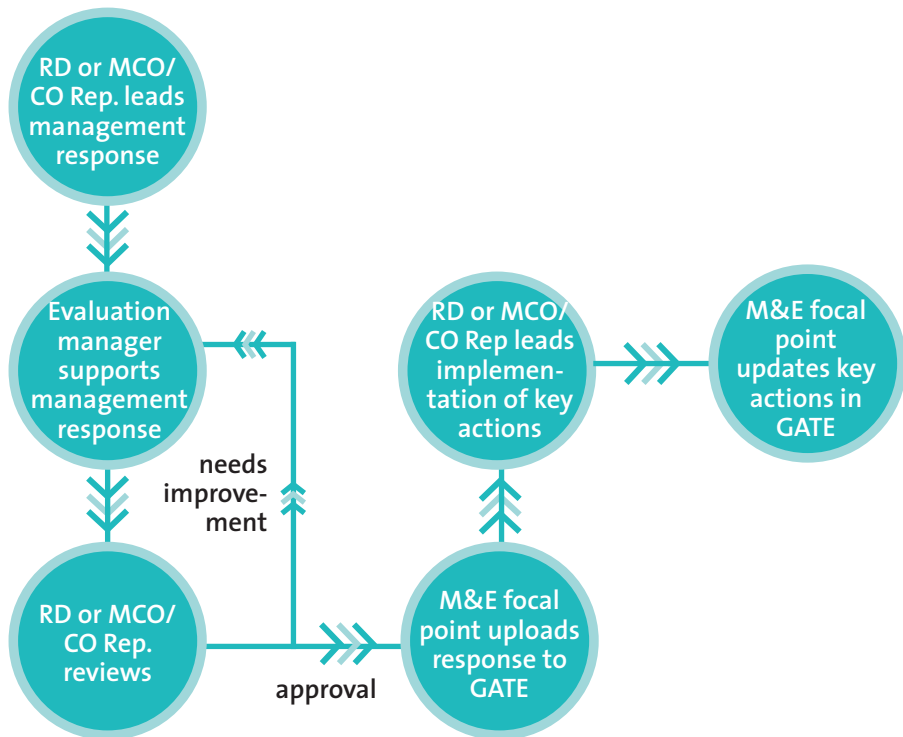 RD or MCO/
CO Rep. leads
management
response
Evaluation
manager
supports
management
response
needs
improve-
ment
RD or MCO/
CO Rep.
reviews
approval
M&E focal
point uploads
response to
GATE
RD or MCO/
CO Rep leads
implemen-
tation of key
actions
M&E focal
point
updates key
actions in
GATE